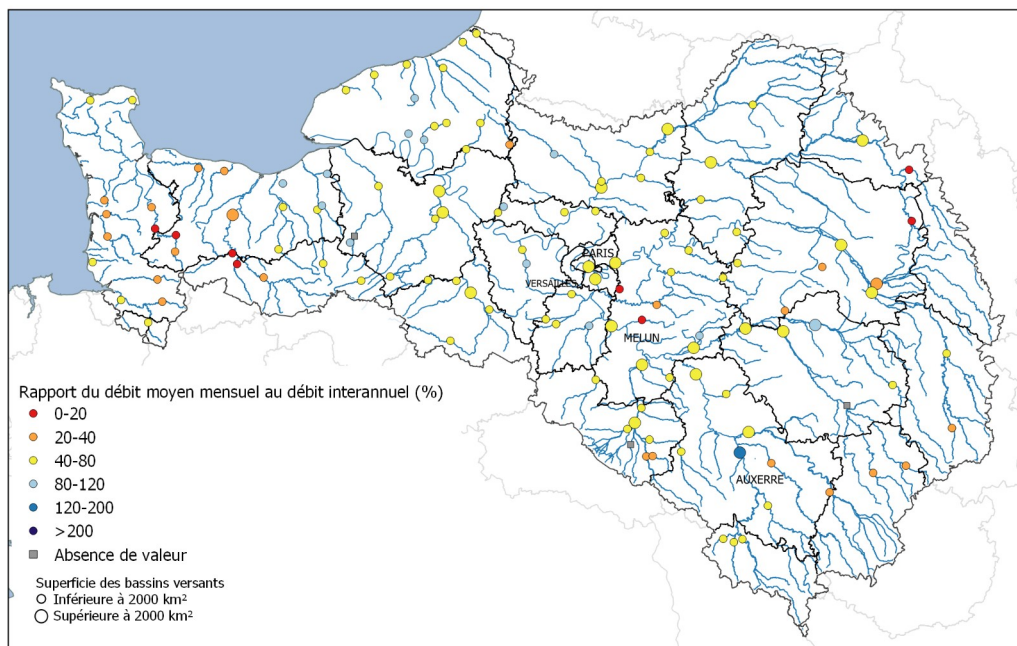 PARIS
VERSAILLES
MELUN
AUXERRE
Rapport du débit moyen mensuel au débit interannuel (%)
0-20
20-40
40-80
80-120
120-200
>200
Absence de valeur
Superficie des bassins versants
Inférieure à 2000 km²
Supérieure à 2000 km²